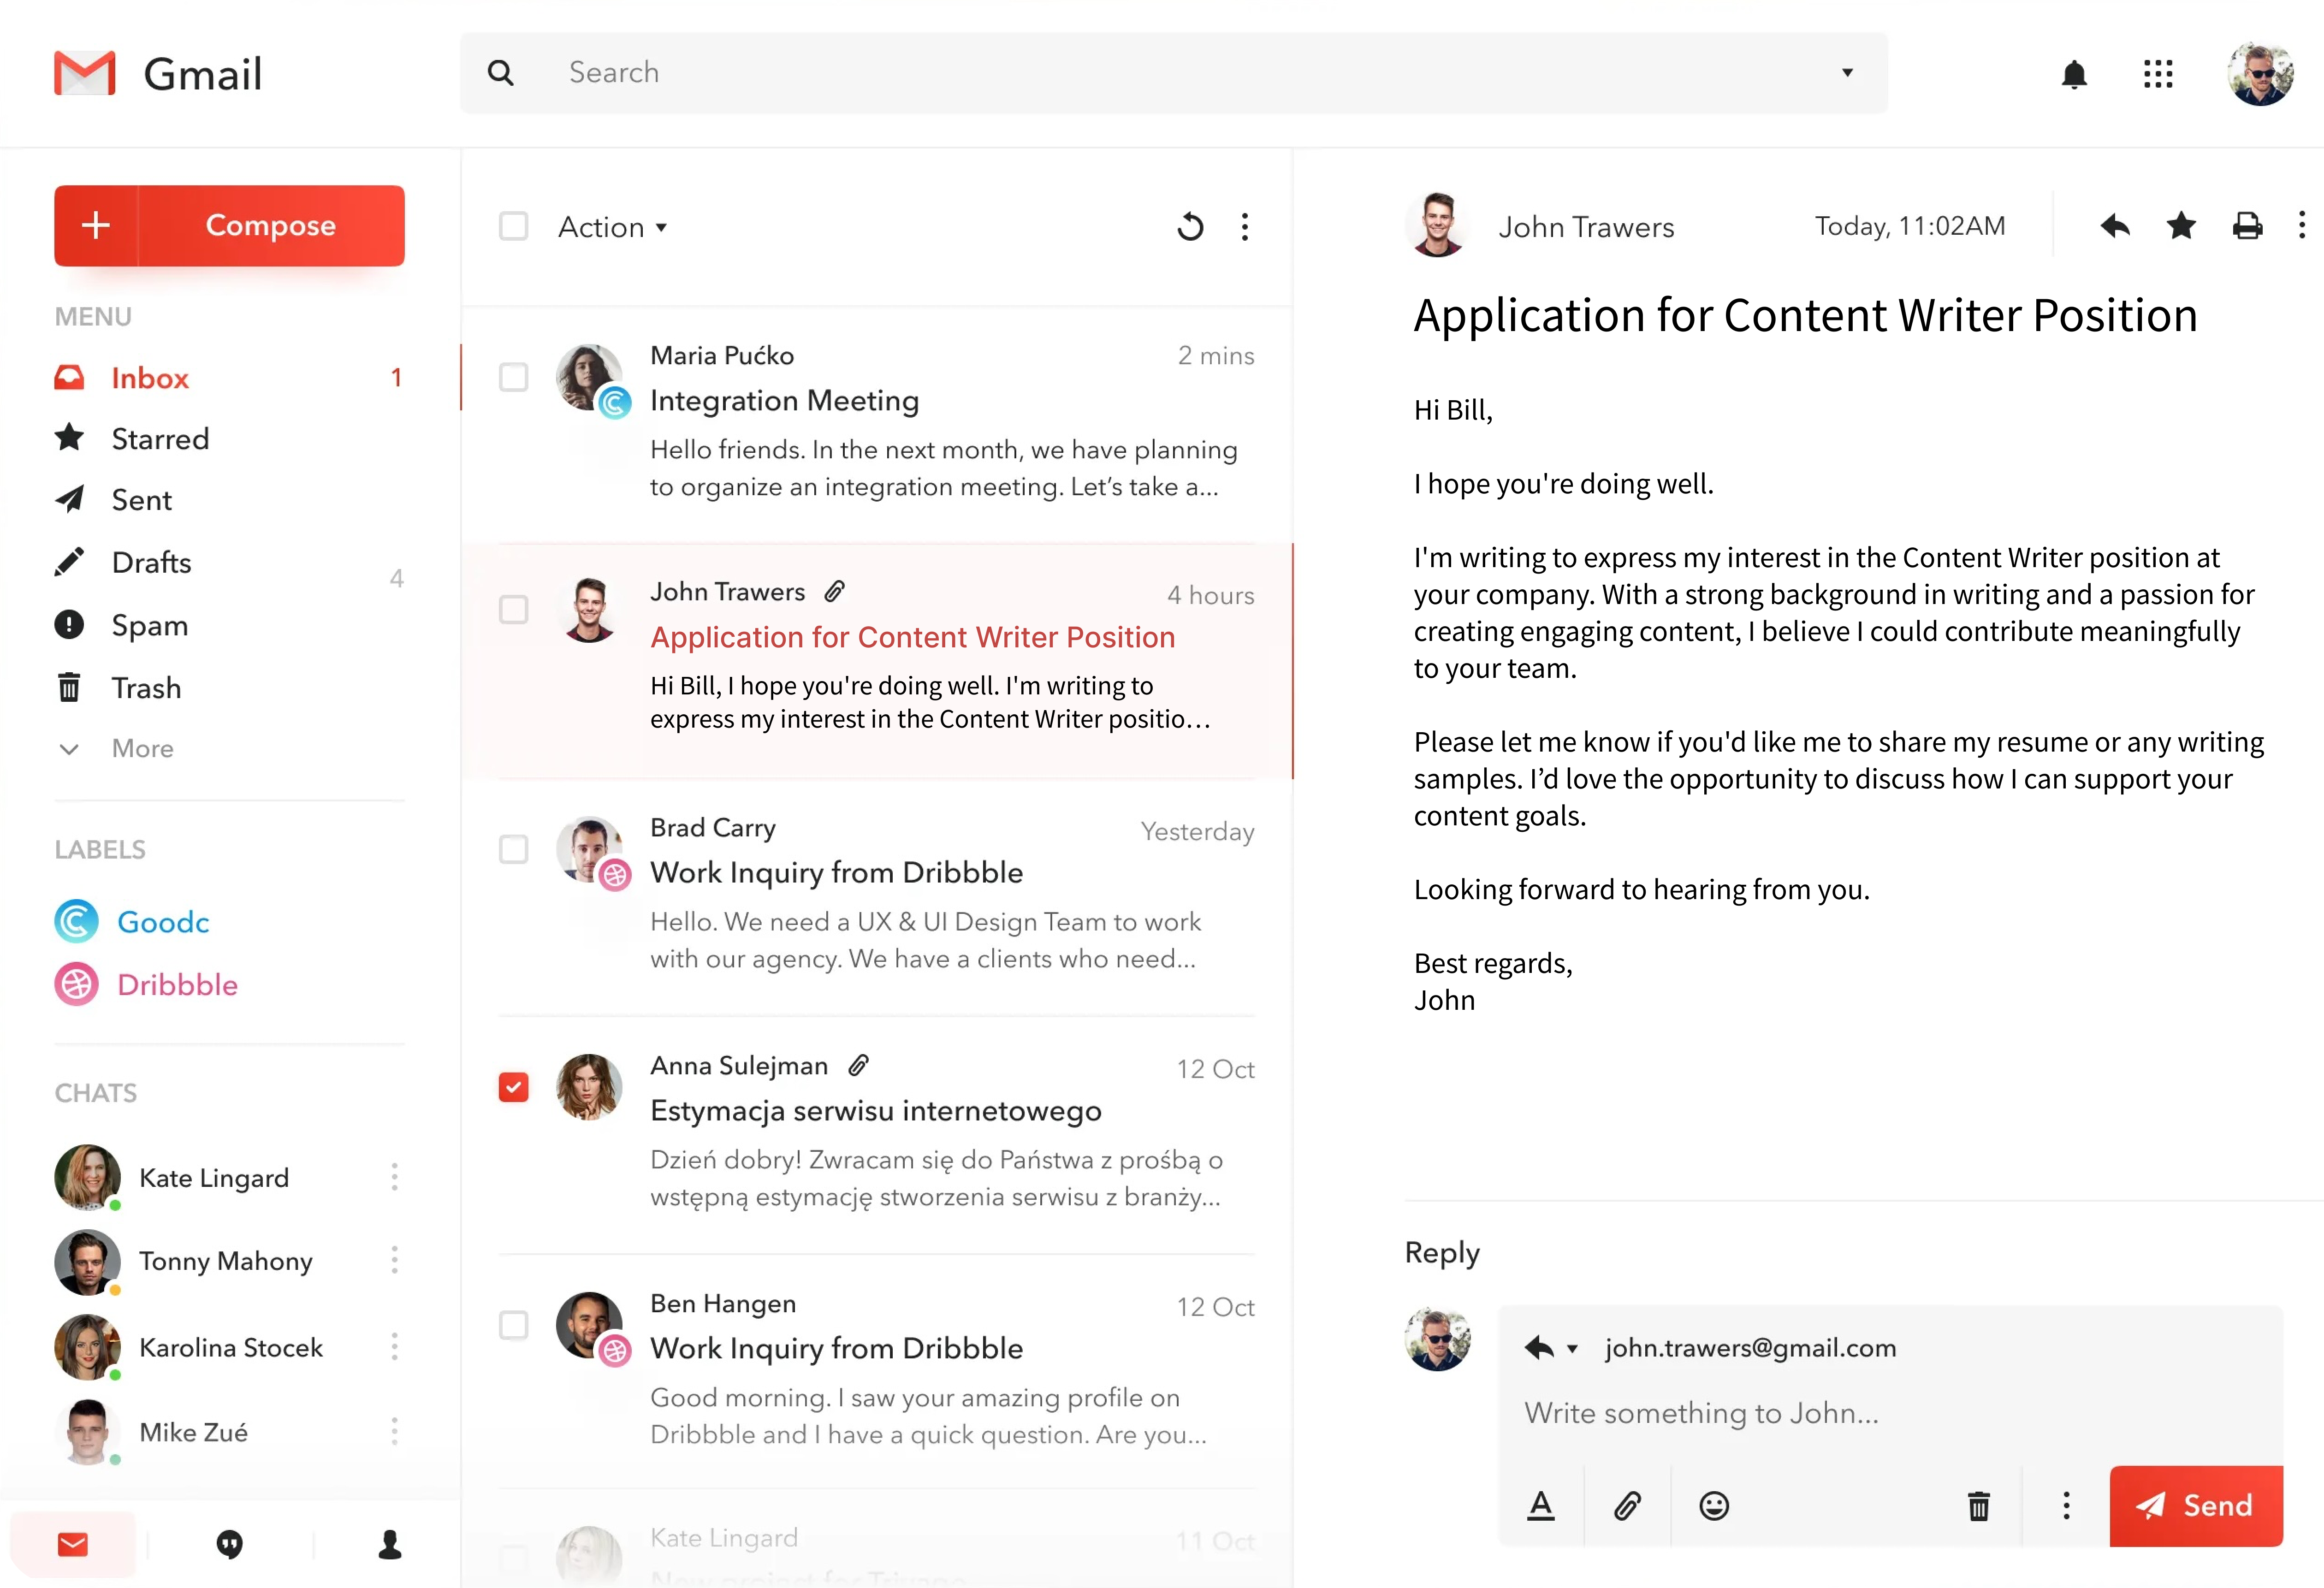 Gmail
Search
Compose
MENU
Inbox 1
Starred
Sent
Drafts 4
Spam
Trash
More
LABELS
Goodc
Dribbble
CHATS
Kate Lingard
Tonny Mahony
Karolina Stocek
Mike Zué
Action
Maria Pućko 2 mins
Integration Meeting
Hello friends. In the next month, we have planning
to organize an integration meeting. Let’s take a...
John Trawers 4 hours
Application for Content Writer Position
Hi Bill, I hope you're doing well. I'm writing to
express my interest in the Content Writer positio…
Brad Carry Yesterday
Work Inquiry from Dribbble
Hello. We need a UX & UI Design Team to work
with our agency. We have a clients who need...
Anna Sulejman 12 Oct
Estymacja serwisu internetowego
Dzień dobry! Zwracam się do Państwa z prośbą o
wstępną estymację stworzenia serwisu z branży...
Ben Hangen 12 Oct
Work Inquiry from Dribbble
Good morning. I saw your amazing profile on
Dribbble and I have a quick question. Are you...
Kate Lingard 11 Oct
New project for
John Trawers Today, 11:02AM
Application for Content Writer Position
Hi Bill,
I hope you're doing well.
I'm writing to express my interest in the Content Writer position at
your company. With a strong background in writing and a passion for
creating engaging content, I believe I could contribute meaningfully
to your team.
Please let me know if you'd like me to share my resume or any writing
samples. I’d love the opportunity to discuss how I can support your
content goals.
Looking forward to hearing from you.
Best regards,
John
Reply
john.trawers@gmail.com
Write something to John...
A
Send